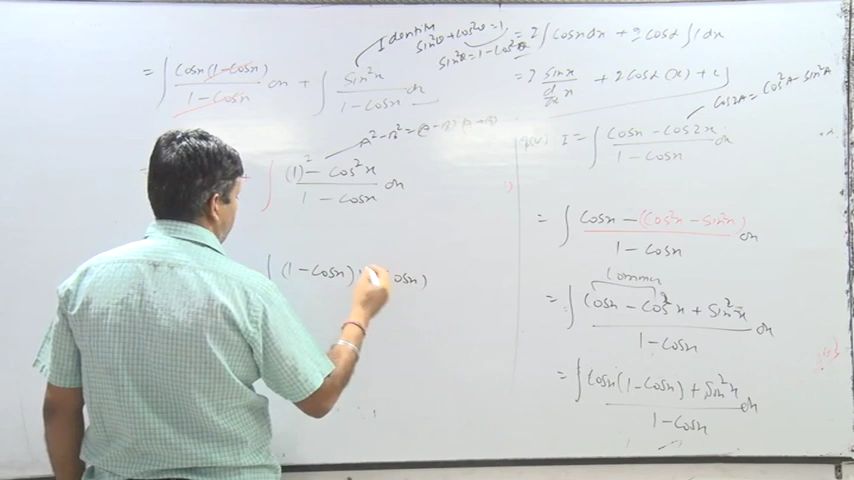 Identity
sin²θ + cos²θ = 1
sin²θ = 1 - cos²θ
= ∫ cosx(1-cosx) / 1-cosx dx + ∫ sin²x / 1-cosx dx
A²-B² = (A-B)(A+B)
∫ (1)² - cos²x / 1 - cosx dx
∫ (1-cosx) cosx)
= 2∫ cosx dx + 2cosα ∫ 1 dx
= 2 sinx / d/dx x + 2 cosα (x) + c
cos2A = cos²A - sin²A
I = ∫ cosx - cos2x / 1 - cosx dx
= ∫ cosx - (cos²x - sin²x) / 1 - cosx dx
common
= ∫ cosx - cos²x + sin²x / 1 - cosx dx
= ∫ cosx(1-cosx) + sin²x / 1 - cosx dx